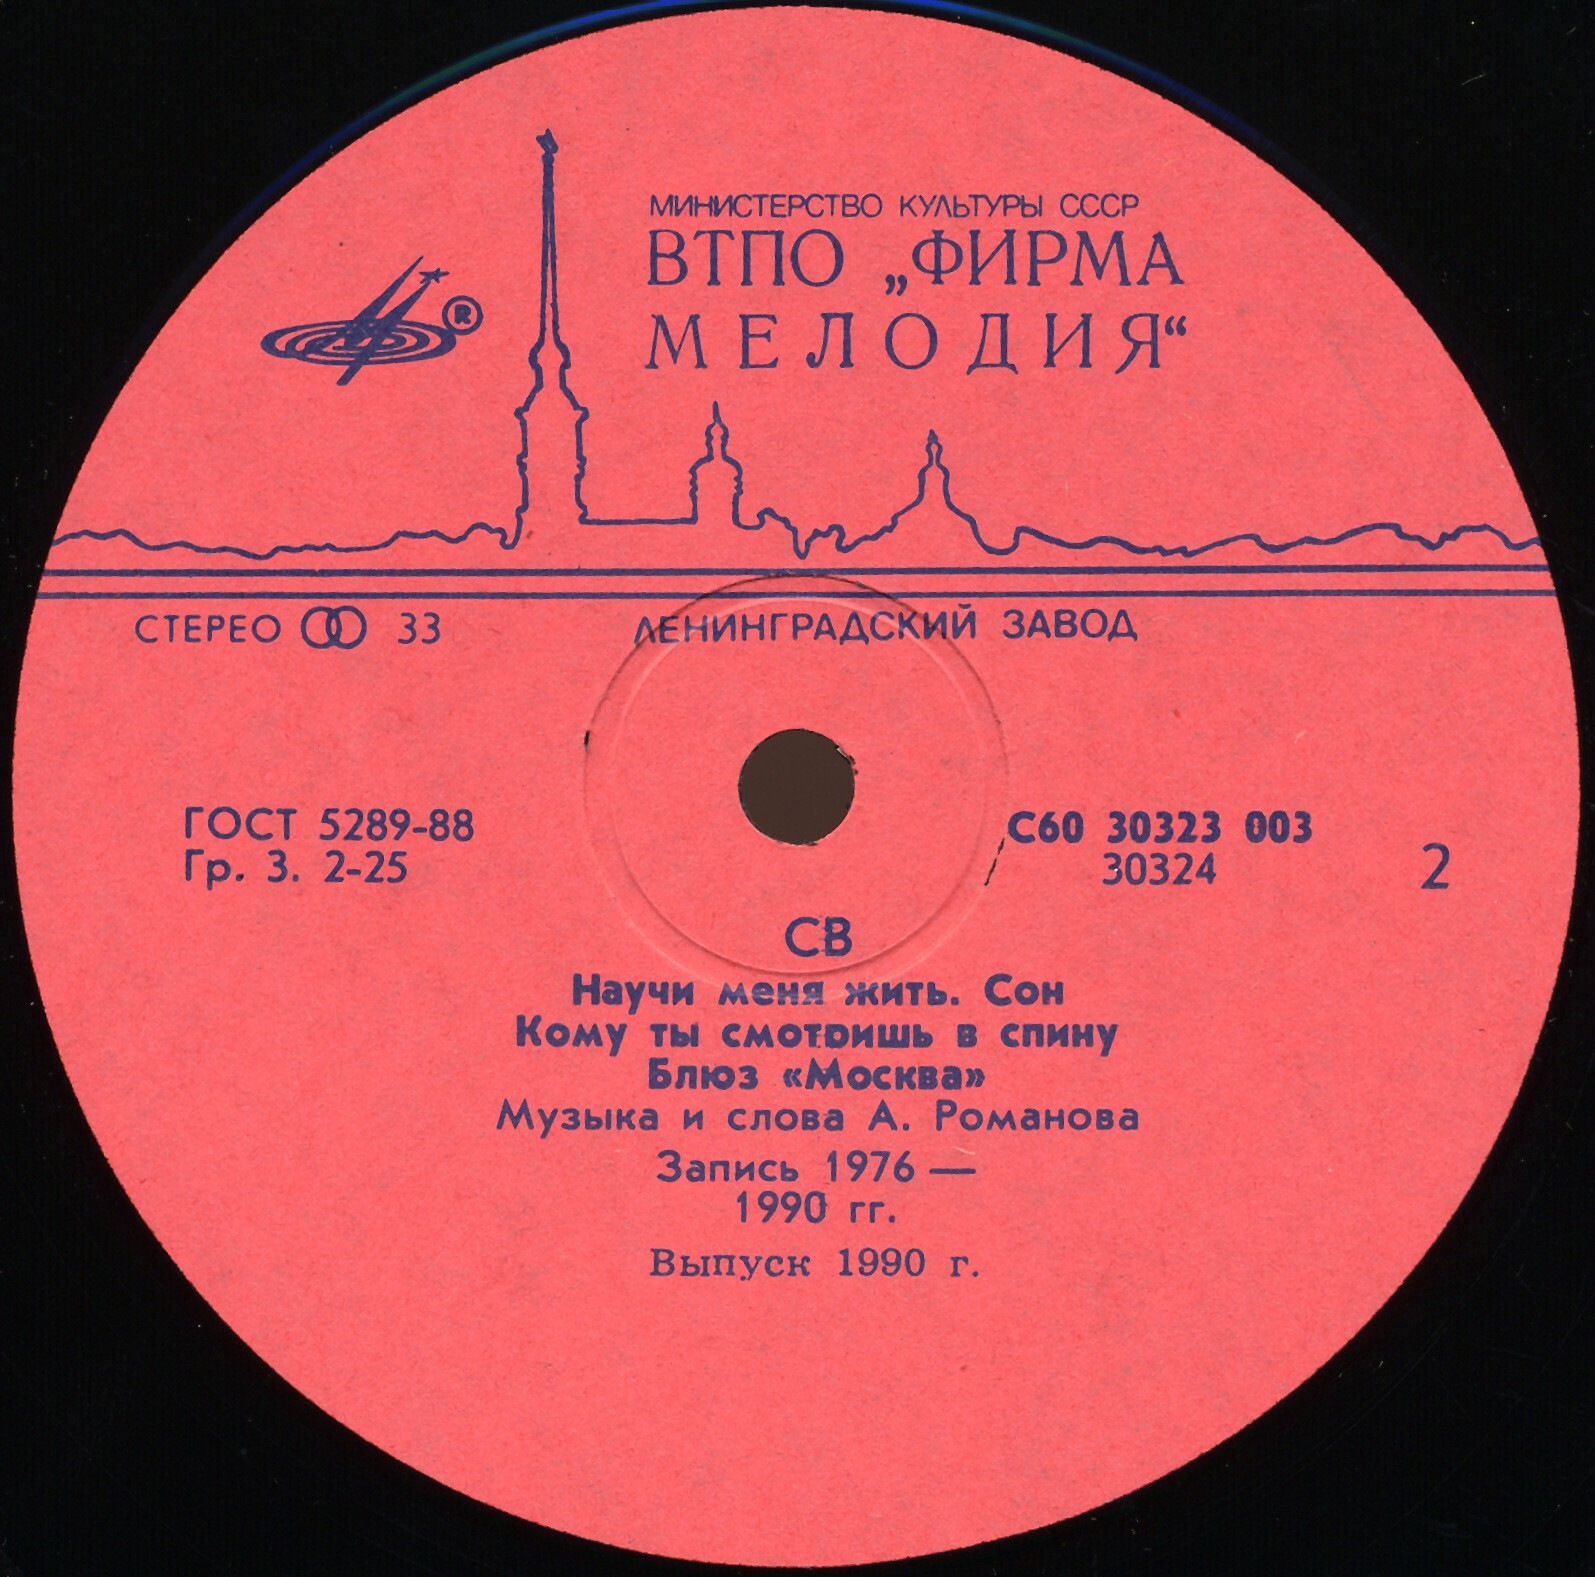 МИНИСТЕРСТВО КУЛЬТУРЫ СССР
ВТПО „ФИРМА
МЕЛОДИЯ“
®
СТЕРЕО 33
ЛЕНИНГРАДСКИЙ ЗАВОД
ГОСТ 5289-88
Гр. 3. 2-25
С60 30323 003
30324
2
СВ
Научи меня жить. Сон
Кому ты смотришь в спину
Блюз «Москва»
Музыка и слова А. Романова
Запись 1976 —
1990 гг.
Выпуск 1990 г.